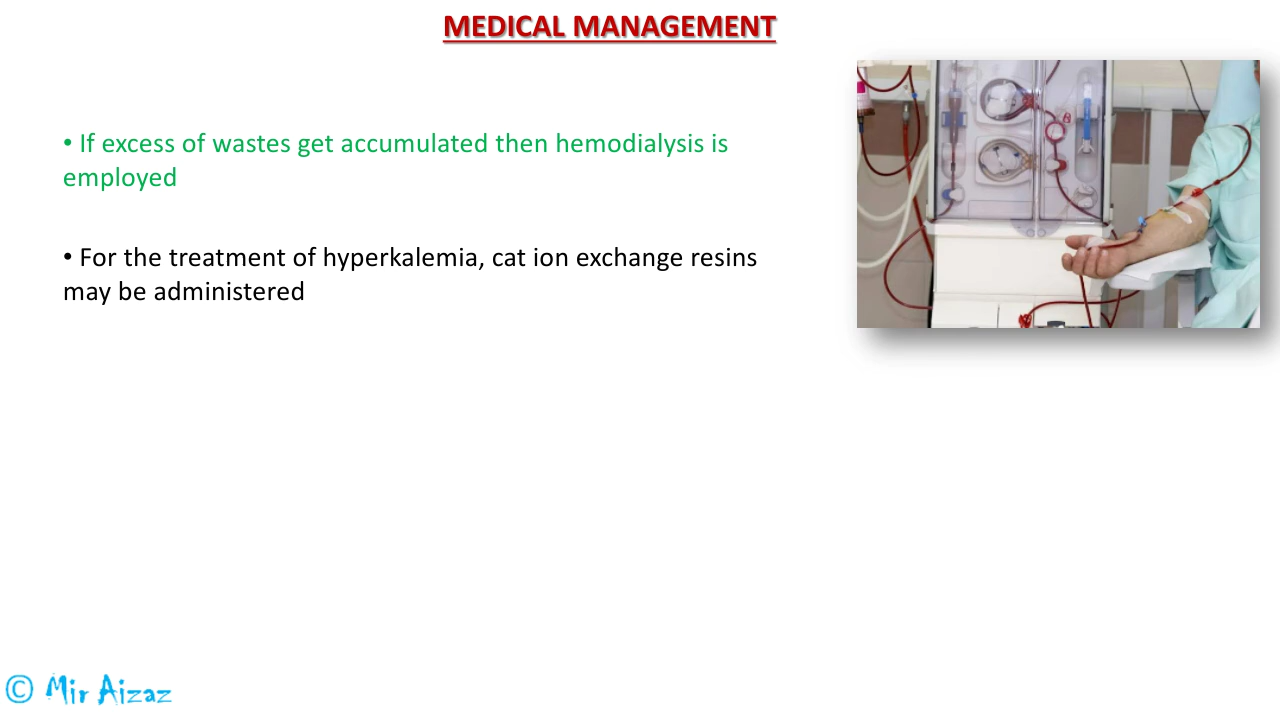 MEDICAL MANAGEMENT
• If excess of wastes get accumulated then hemodialysis is
employed
• For the treatment of hyperkalemia, cat ion exchange resins
may be administered
© Mir Aizaz